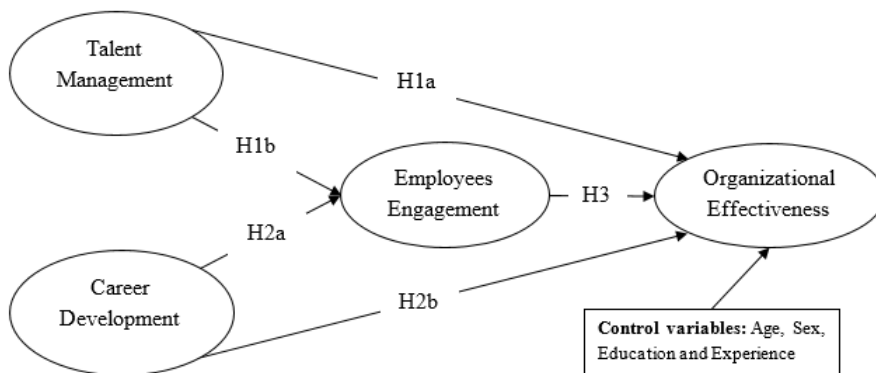 Talent
Management
H1a
H1b
Employees
Engagement
H3
Organizational
Effectiveness
H2a
Career
Development
H2b
Control variables: Age, Sex,
Education and Experience